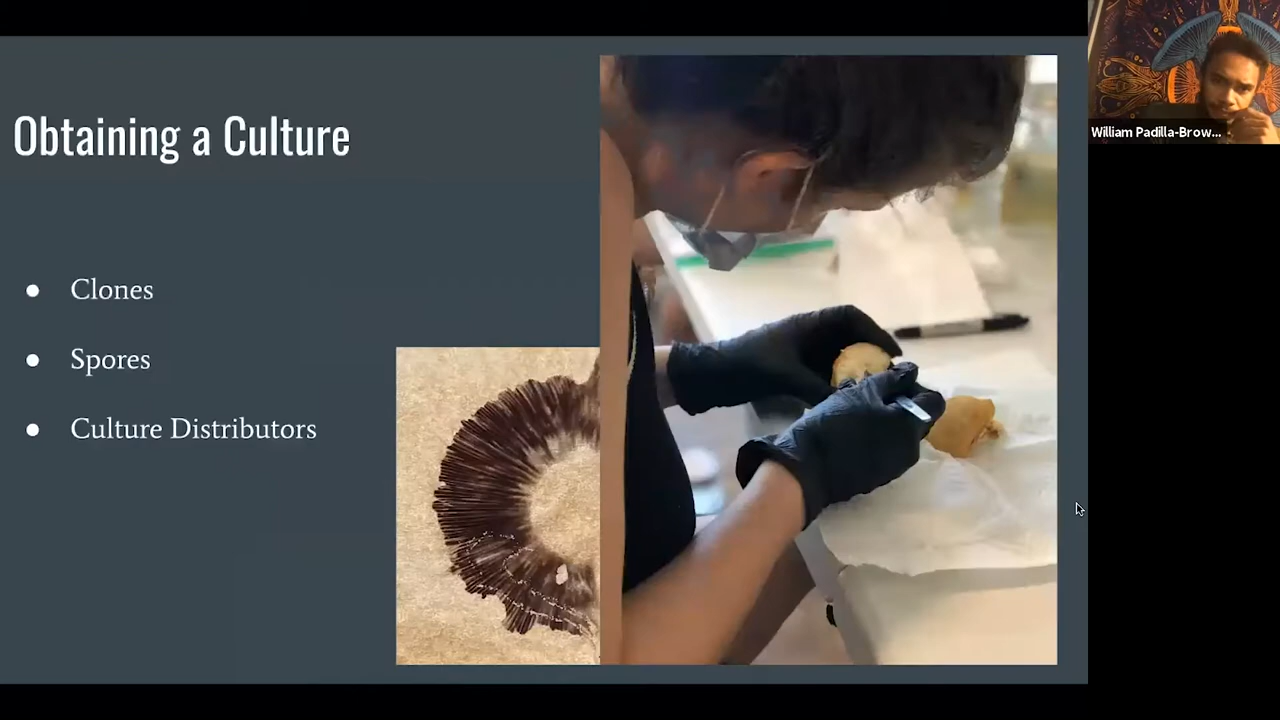 Obtaining a Culture
● Clones
● Spores
● Culture Distributors
William Padilla-Brow...